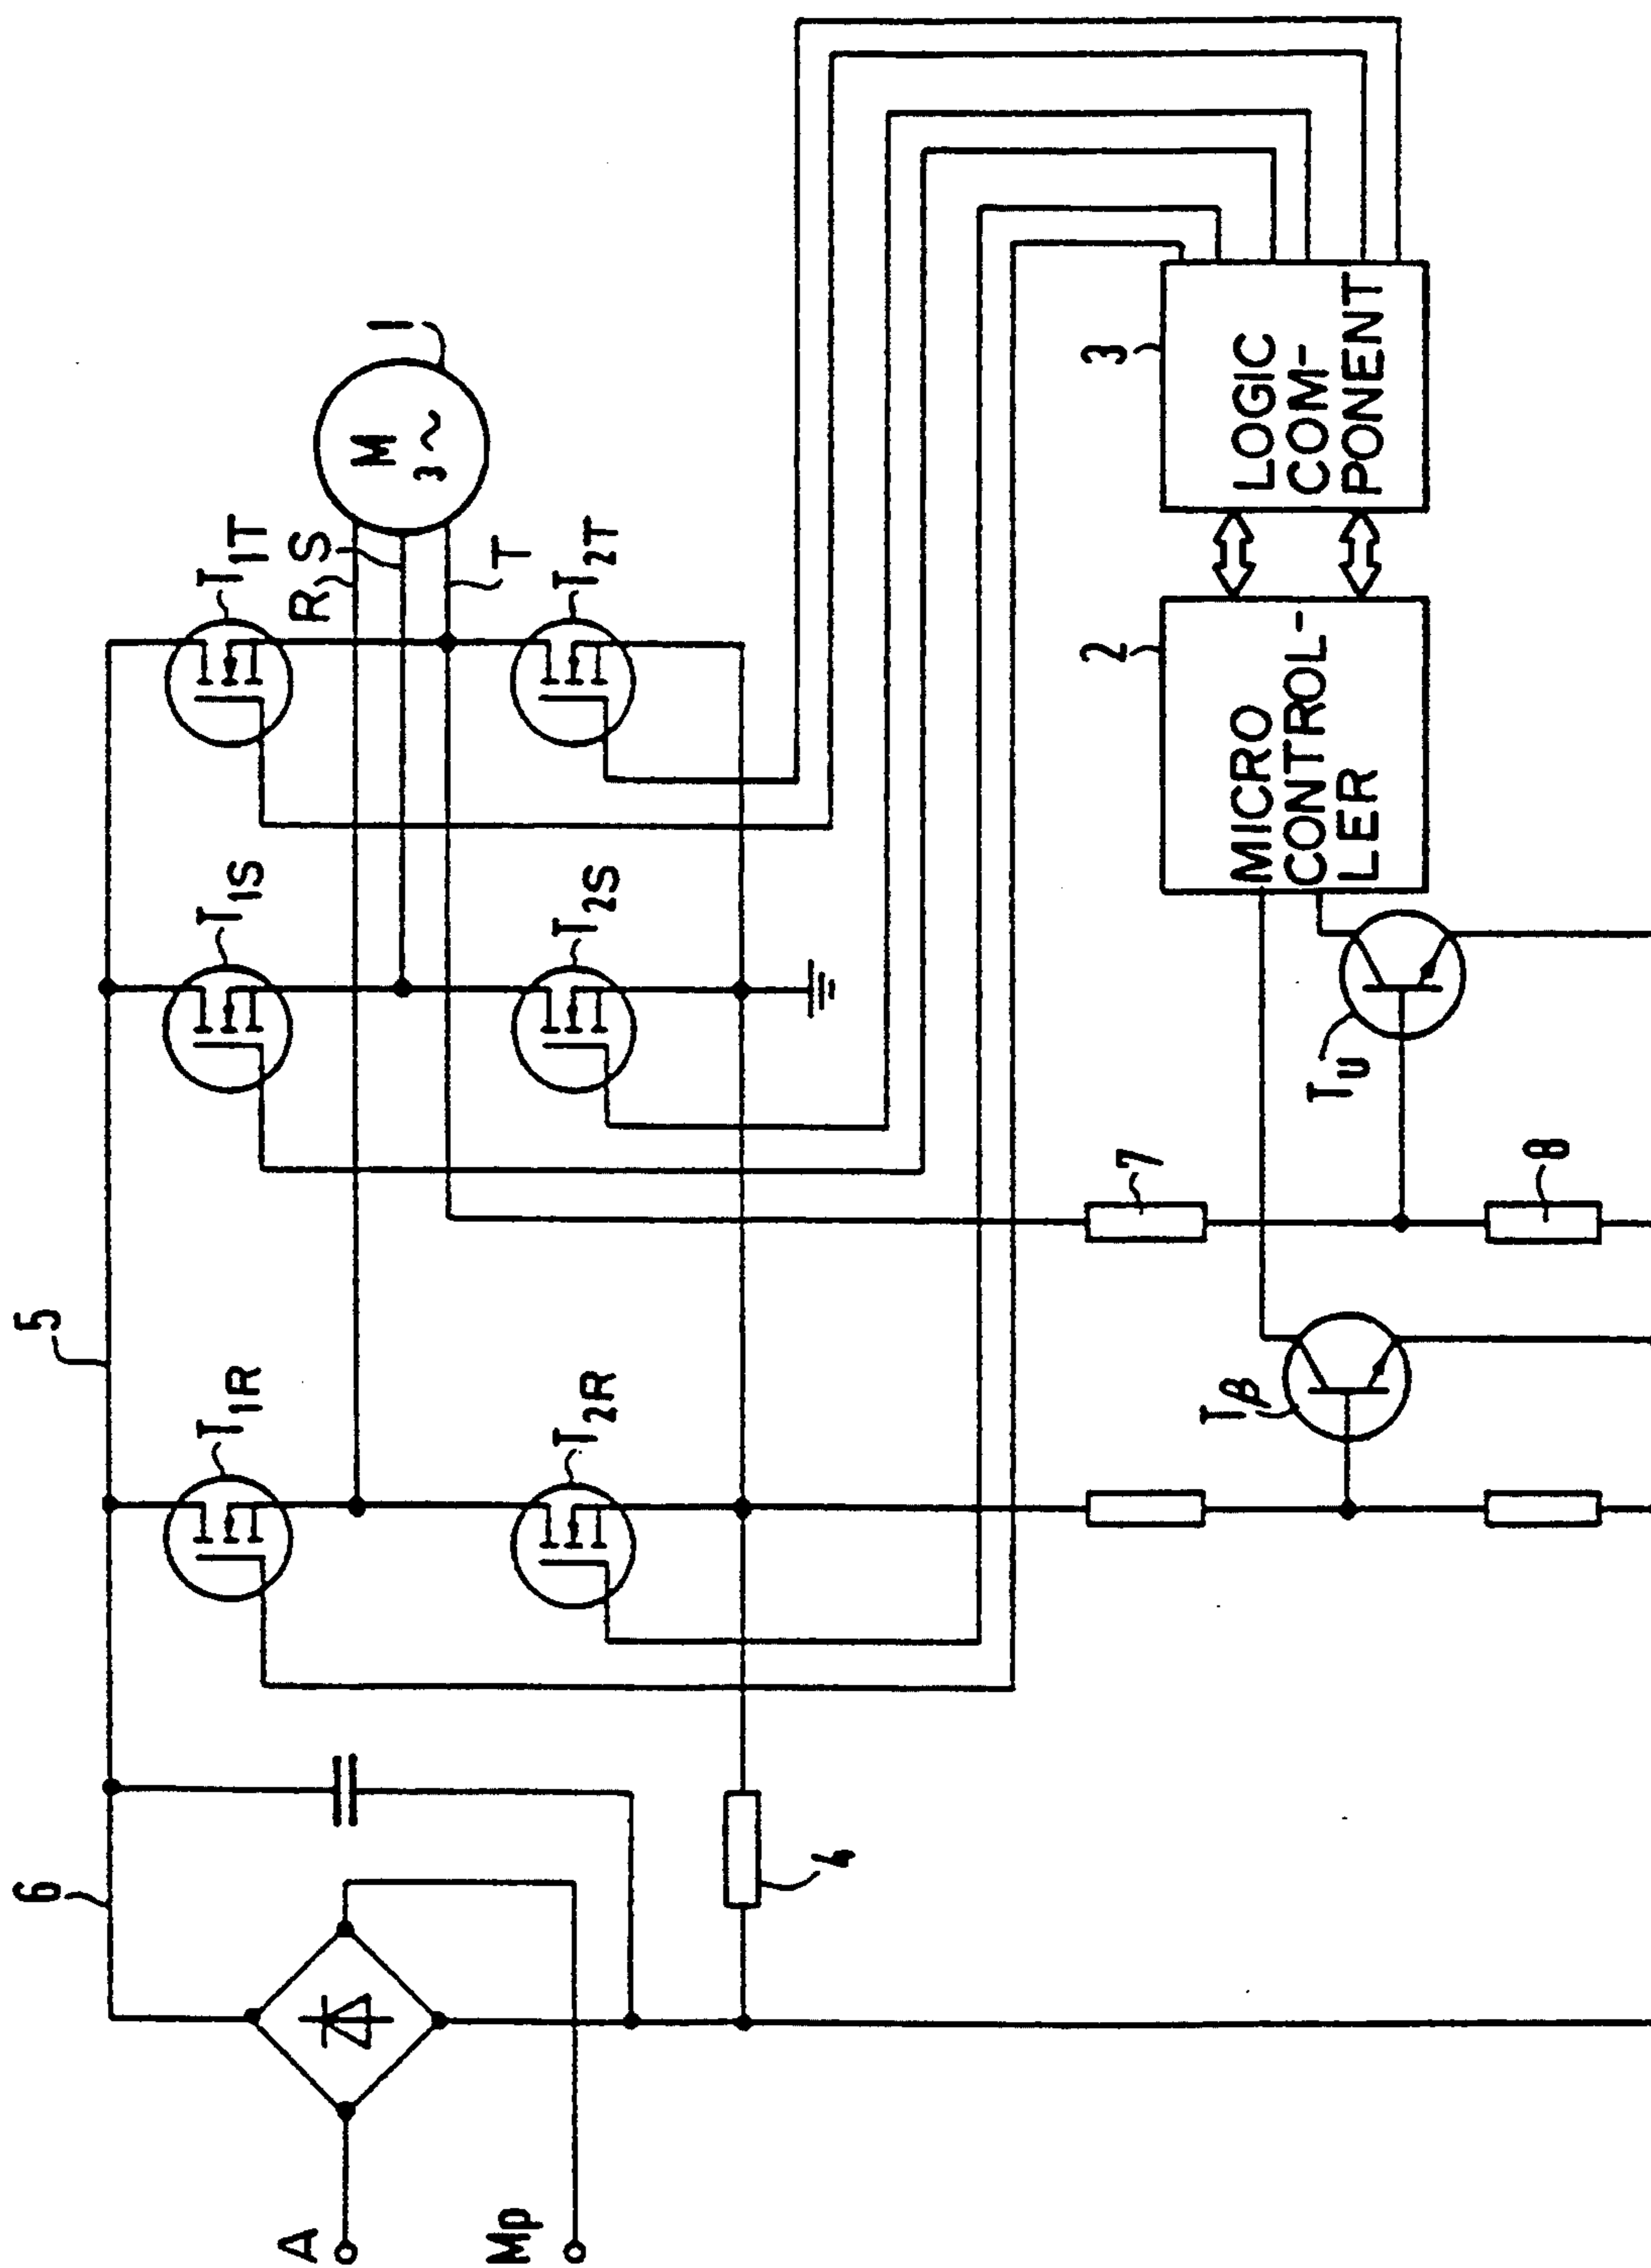 6
5
T1R
T1S
T1T
R
S
M
3~
1
T
A
Mp
T2R
T2S
T2T
4
7
Tβ
2
3
MICRO
CONTROL-
LER
LOGIC
COM-
PONENT
TU
8